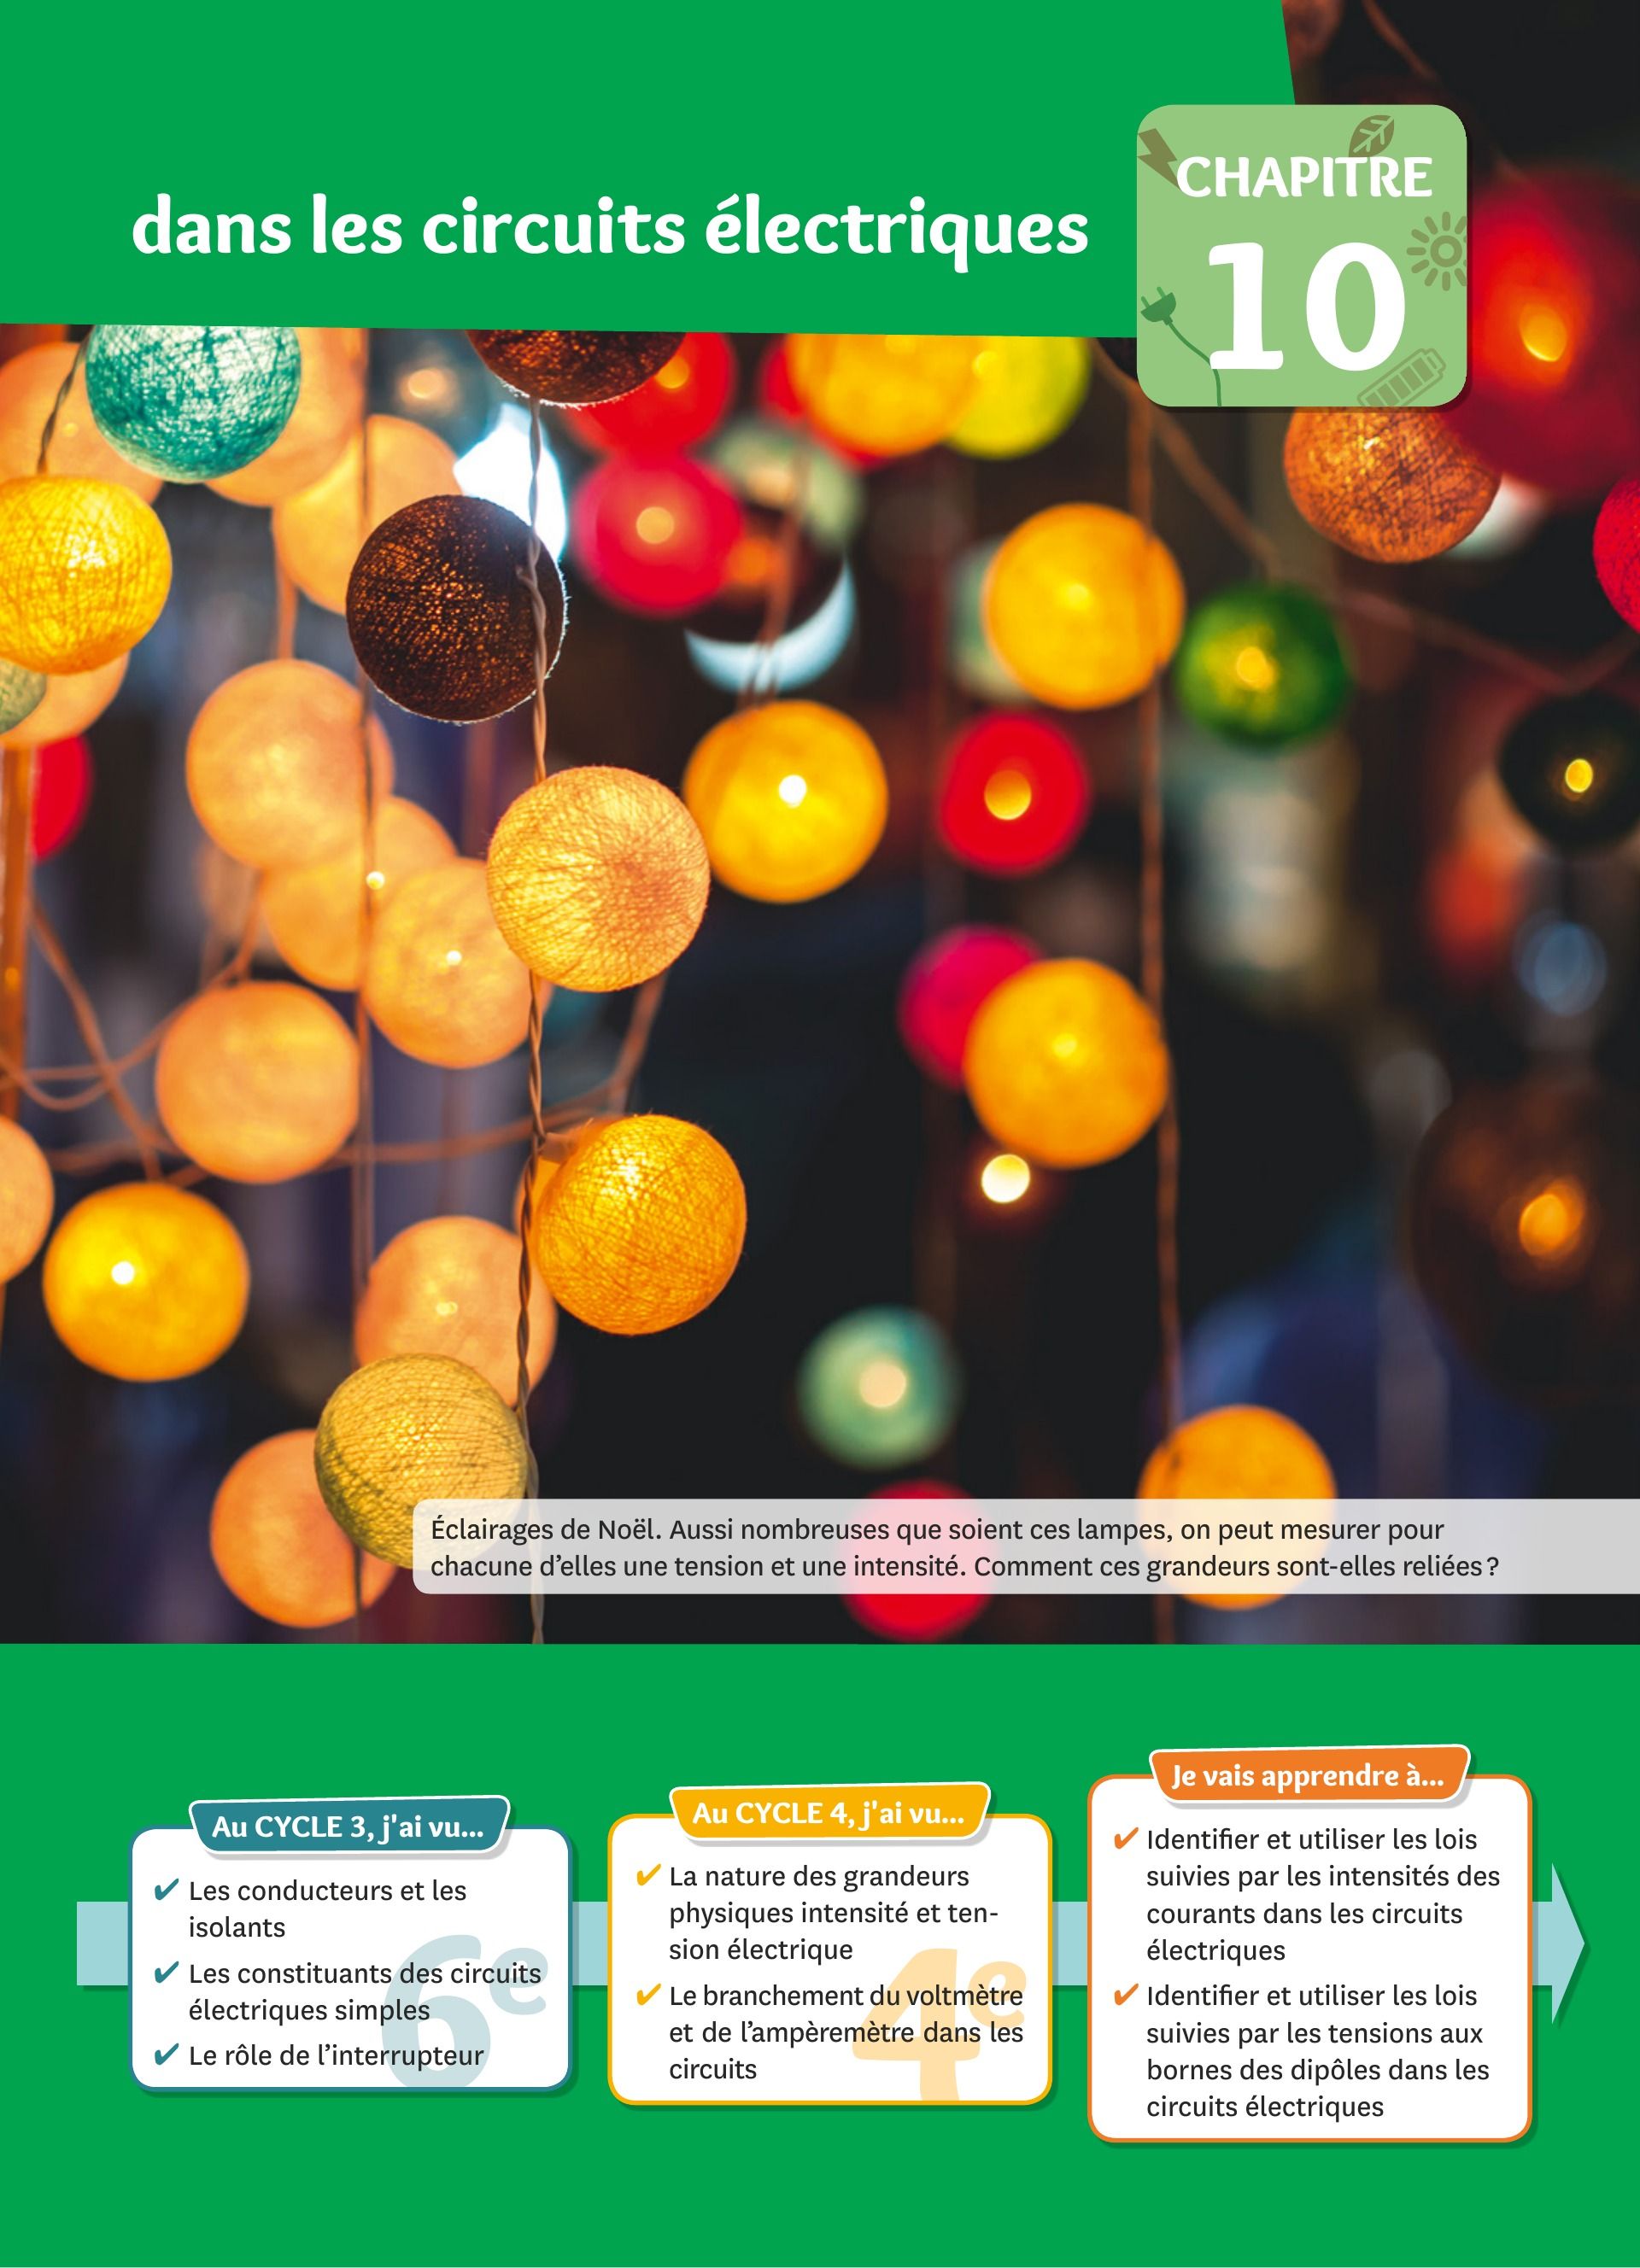 dans les circuits électriques
CHAPITRE
10
Éclairages de Noël. Aussi nombreuses que soient ces lampes, on peut mesurer pour
chacune d'elles une tension et une intensité. Comment ces grandeurs sont-elles reliées ?
Au CYCLE 3, j'ai vu...
✔ Les conducteurs et les
isolants
✔ Les constituants des circuits
électriques simples
✔ Le rôle de l'interrupteur
6e
Au CYCLE 4, j'ai vu...
✔ La nature des grandeurs
physiques intensité et ten-
sion électrique
✔ Le branchement du voltmètre
et de l'ampèremètre dans les
circuits
4e
Je vais apprendre à...
✔ Identifier et utiliser les lois
suivies par les intensités des
courants dans les circuits
électriques
✔ Identifier et utiliser les lois
suivies par les tensions aux
bornes des dipôles dans les
circuits électriques